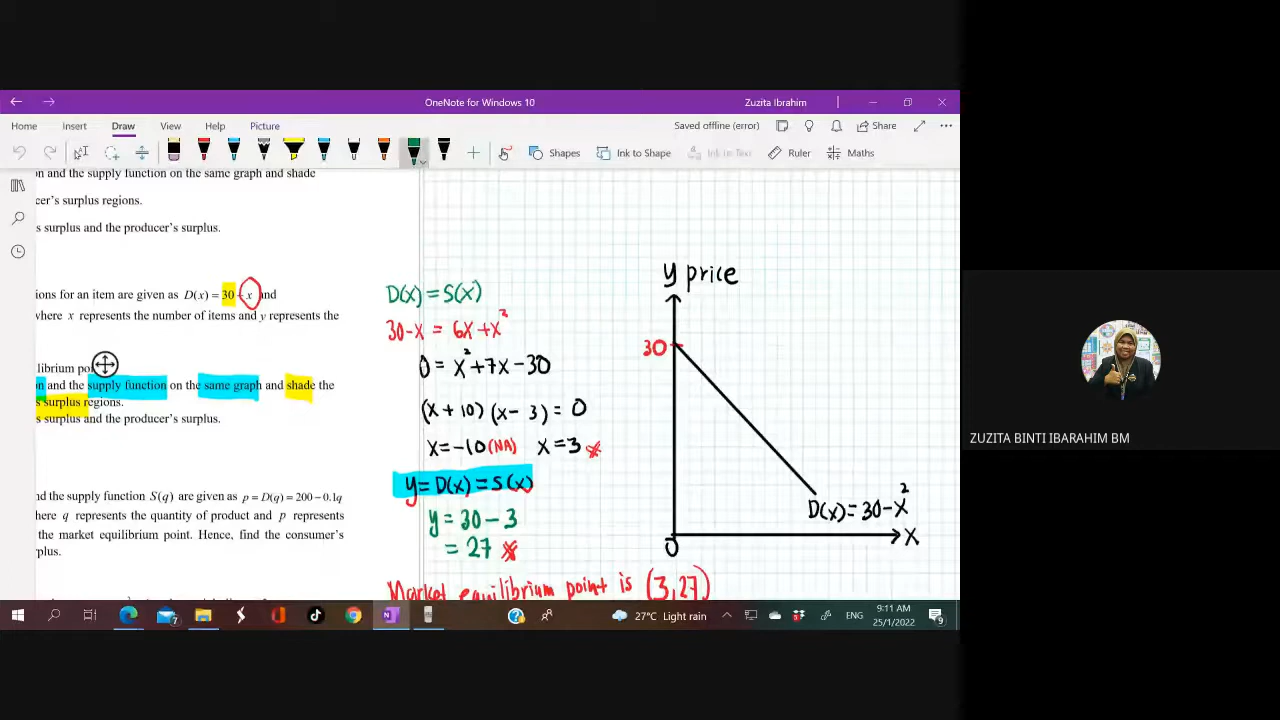 OneNote for Windows 10
Zuzita Ibrahim
Home Insert Draw View Help Picture
Saved offline (error)
Share
Shapes
Ink to Shape
Ink to Text
Ruler
Maths
on and the supply function on the same graph and shade
cer's surplus regions.
s surplus and the producer's surplus.
ions for an item are given as D(x) = 30 - x and
where x represents the number of items and y represents the
librium poi
on and the supply function on the same graph and shade the
surplus regions.
s surplus and the producer's surplus.
nd the supply function S(q) are given as p = D(q) = 200 − 0.1q
here q represents the quantity of product and p represents
the market equilibrium point. Hence, find the consumer's
rplus.
D(x) = S(x)
30-x = 6x + x²
0 = x² + 7x - 30
(x + 10) (x - 3) = 0
x = -10 (NA) x = 3
y = D(x) = S(x)
y = 30 - 3
= 27
Market equilibrium point is (3,27)
y price
30
D(x) = 30 - x²
0
x
ZUZITA BINTI IBARAHIM BM
7
27°C Light rain
ENG
9:11 AM
25/1/2022
9